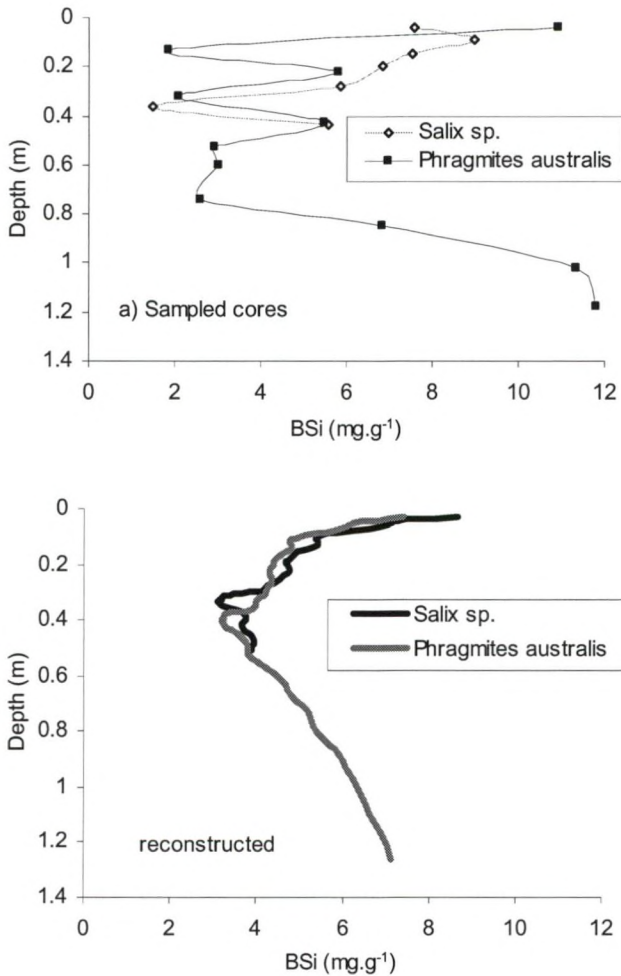 0
0.2
0.4
0.6
0.8
1
1.2
1.4
Depth (m)
Salix sp.
Phragmites australis
a) Sampled cores
0 2 4 6 8 10 12
BSi (mg.g⁻¹)
0
0.2
0.4
0.6
0.8
1
1.2
1.4
Depth (m)
Salix sp.
Phragmites australis
reconstructed
0 2 4 6 8 10 12
BSi (mg.g⁻¹)